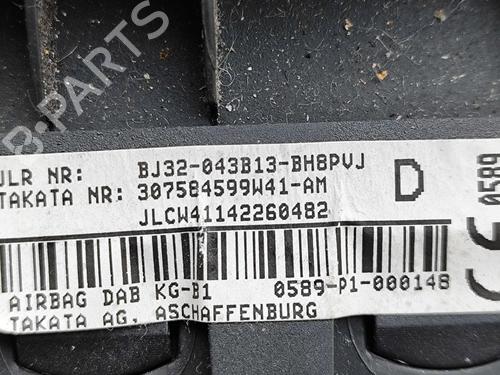 JLR NR: BJ32-043B13-BH8PVJ
TAKATA NR: 307584599W41-AM
JLCW41142260482
D
0589
CE
AIRBAG DAB KG-B1 0589-P1-000148
TAKATA AG, ASCHAFFENBURG
B-Parts